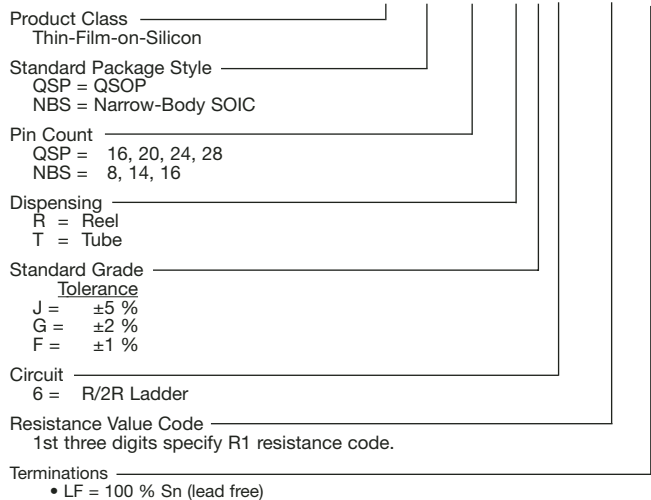 Product Class
Thin-Film-on-Silicon
Standard Package Style
QSP = QSOP
NBS = Narrow-Body SOIC
Pin Count
QSP = 16, 20, 24, 28
NBS = 8, 14, 16
Dispensing
R = Reel
T = Tube
Standard Grade
Tolerance
J = ±5 %
G = ±2 %
F = ±1 %
Circuit
6 = R/2R Ladder
Resistance Value Code
1st three digits specify R1 resistance code.
Terminations
• LF = 100 % Sn (lead free)